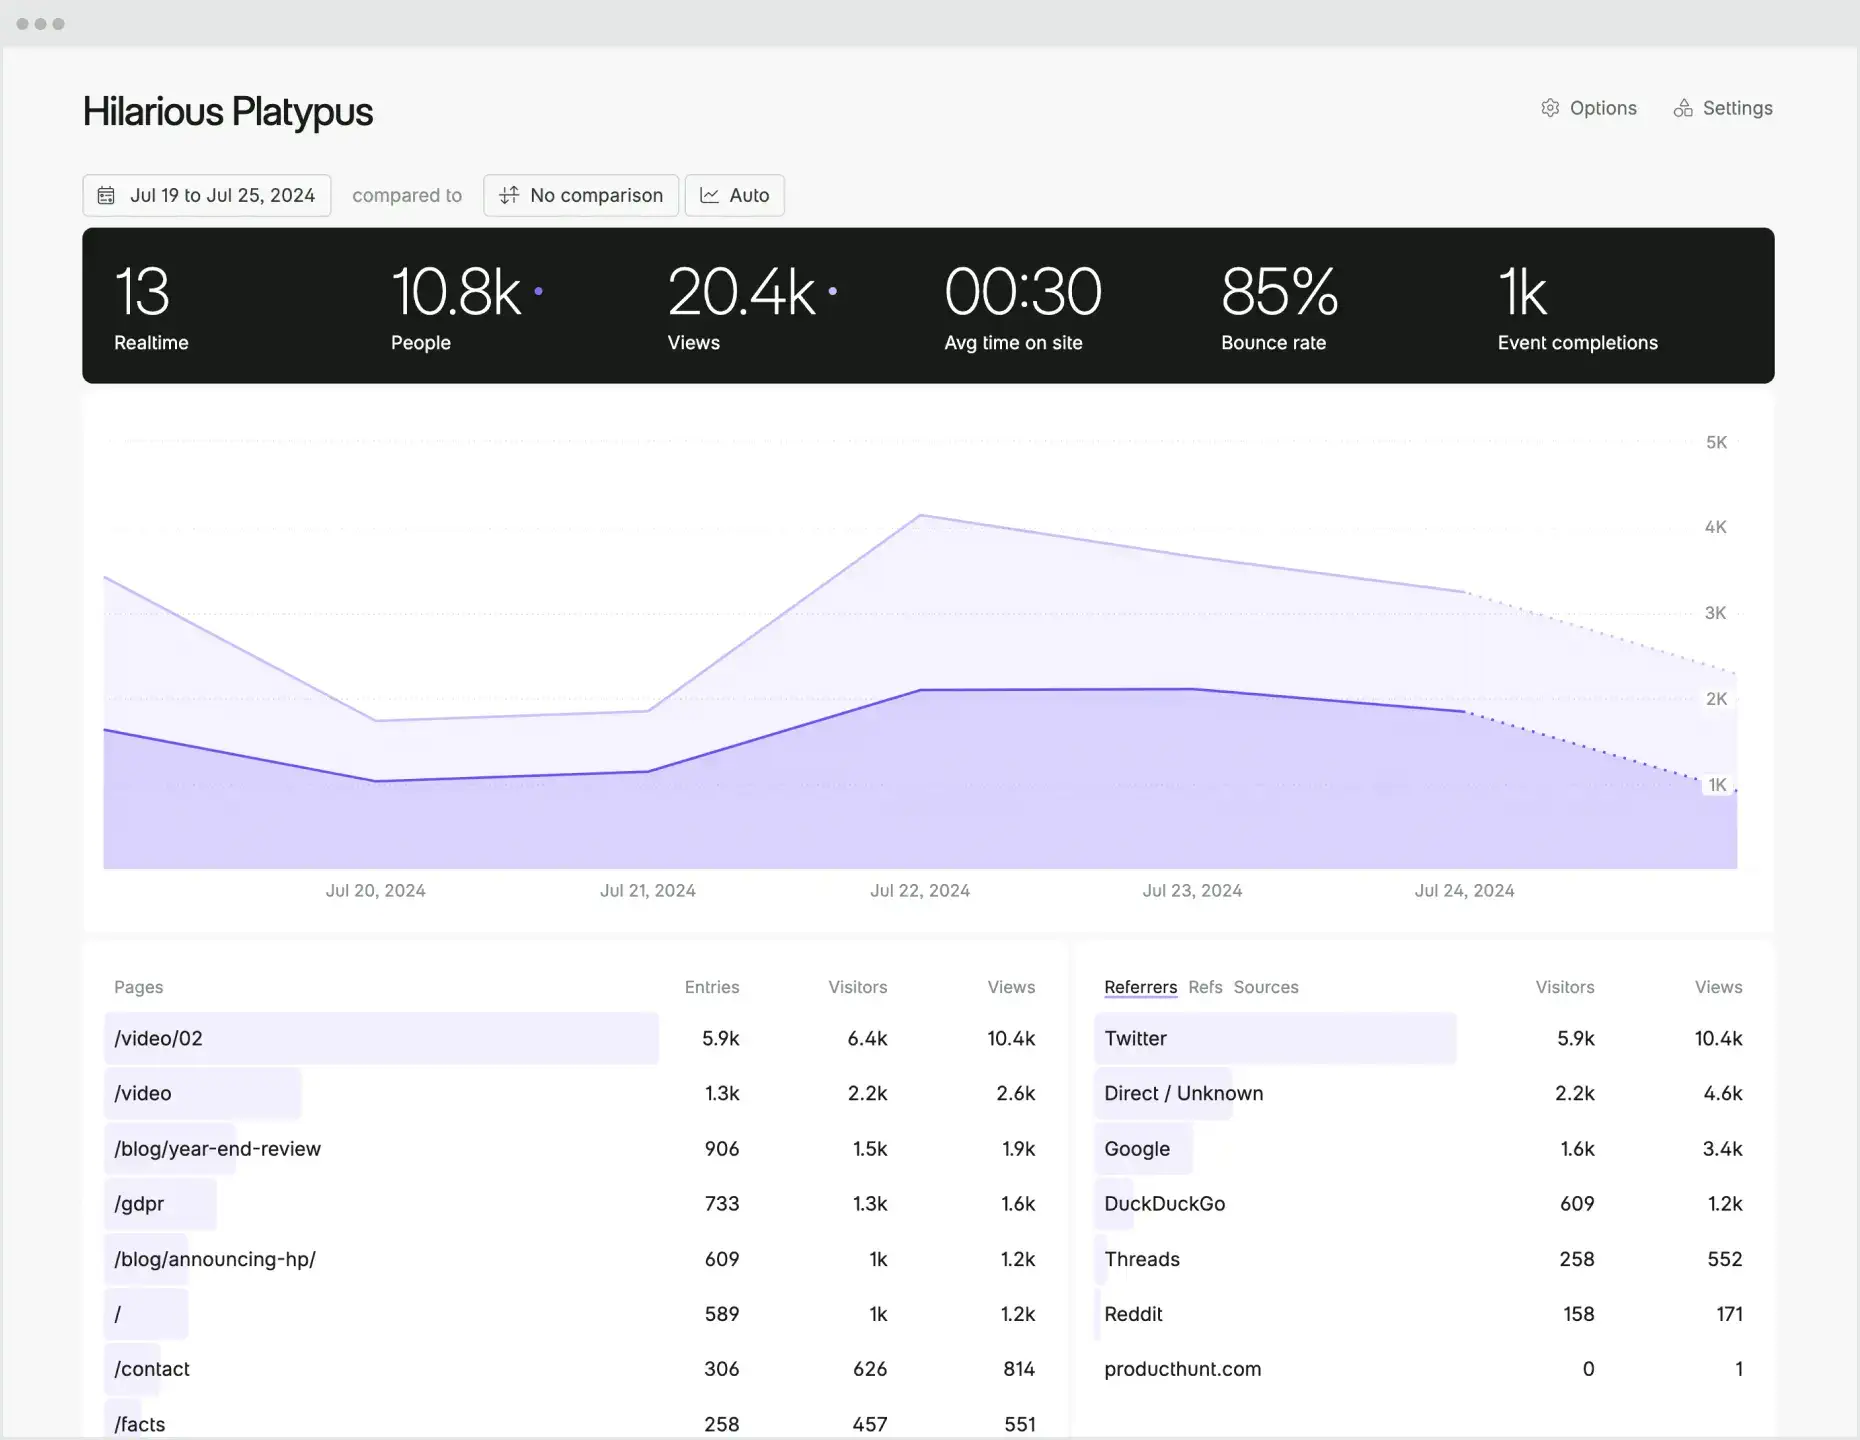 Hilarious Platypus
Options Settings
Jul 19 to Jul 25, 2024 compared to No comparison Auto
13 10.8k 20.4k 00:30 85% 1k
Realtime People Views Avg time on site Bounce rate Event completions
5K
4K
3K
2K
1K
Jul 20, 2024 Jul 21, 2024 Jul 22, 2024 Jul 23, 2024 Jul 24, 2024
Pages Entries Visitors Views
/video/02 5.9k 6.4k 10.4k
/video 1.3k 2.2k 2.6k
/blog/year-end-review 906 1.5k 1.9k
/gdpr 733 1.3k 1.6k
/blog/announcing-hp/ 609 1k 1.2k
/ 589 1k 1.2k
/contact 306 626 814
/facts 258 457 551
Referrers Refs Sources Visitors Views
Twitter 5.9k 10.4k
Direct / Unknown 2.2k 4.6k
Google 1.6k 3.4k
DuckDuckGo 609 1.2k
Threads 258 552
Reddit 158 171
producthunt.com 0 1